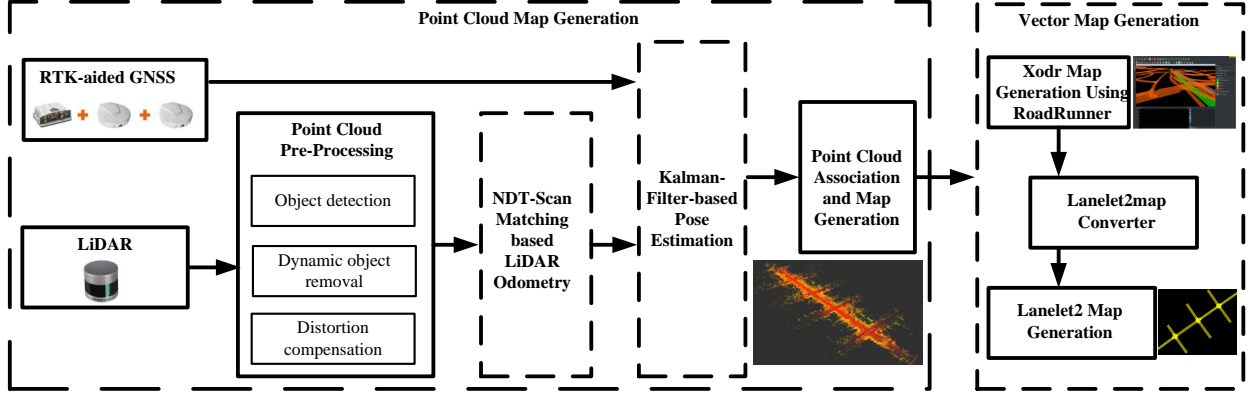 Point Cloud Map Generation
RTK-aided GNSS
LiDAR
Point Cloud
Pre-Processing
Object detection
Dynamic object
removal
Distortion
compensation
NDT-Scan
Matching
based
LiDAR
Odometry
Kalman-
Filter-based
Pose
Estimation
Point Cloud
Association
and Map
Generation
Vector Map Generation
Xodr Map
Generation Using
RoadRunner
Lanelet2map
Converter
Lanelet2 Map
Generation